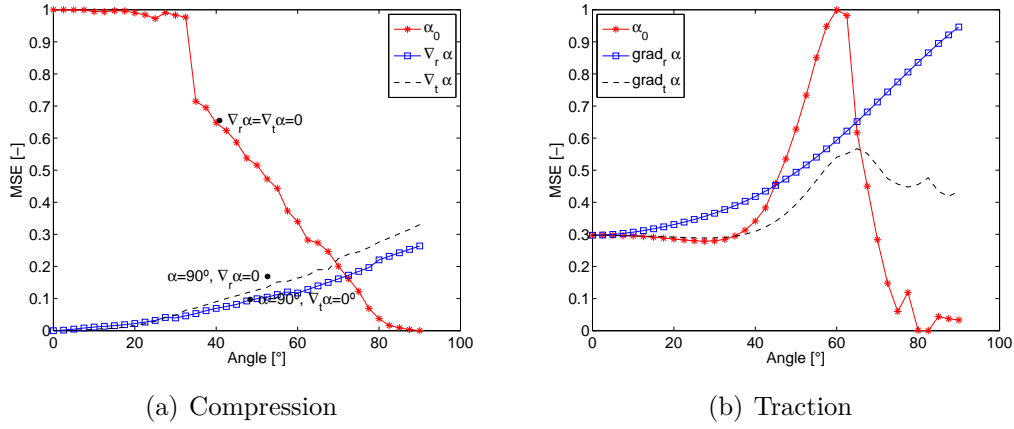 1
0.9
0.8
0.7
0.6
0.5
0.4
0.3
0.2
0.1
0
MSE [-]
0 20 40 60 80 100
Angle [°]
α0
∇r α
∇t α
∇rα=∇tα=0
α=90º, ∇rα=0
α=90º, ∇tα=0º
(a) Compression
1
0.9
0.8
0.7
0.6
0.5
0.4
0.3
0.2
0.1
0
MSE [-]
0 20 40 60 80 100
Angle [°]
α0
gradr α
gradt α
(b) Traction